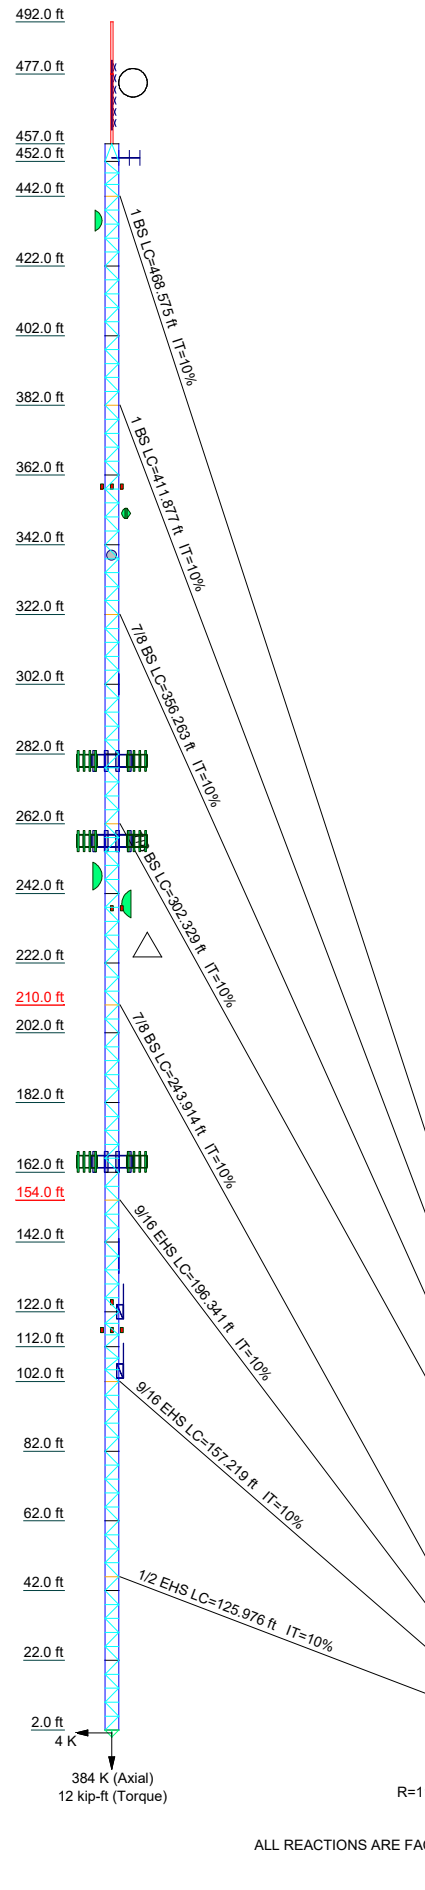 492.0 ft
477.0 ft
457.0 ft
452.0 ft
442.0 ft
1 BS LC=468.575 ft IT=10%
422.0 ft
402.0 ft
382.0 ft
1 BS LC=411.877 ft IT=10%
362.0 ft
342.0 ft
322.0 ft
7/8 BS LC=356.263 ft IT=10%
302.0 ft
282.0 ft
262.0 ft
BS LC=302.329 ft IT=10%
242.0 ft
222.0 ft
210.0 ft
7/8 BS LC=243.914 ft IT=10%
202.0 ft
182.0 ft
162.0 ft
154.0 ft
9/16 EHS LC=196.341 ft IT=10%
142.0 ft
122.0 ft
112.0 ft
102.0 ft
9/16 EHS LC=157.219 ft IT=10%
82.0 ft
62.0 ft
42.0 ft
1/2 EHS LC=125.976 ft IT=10%
22.0 ft
2.0 ft
4 K
384 K (Axial)
12 kip-ft (Torque)
R=1
ALL REACTIONS ARE FA